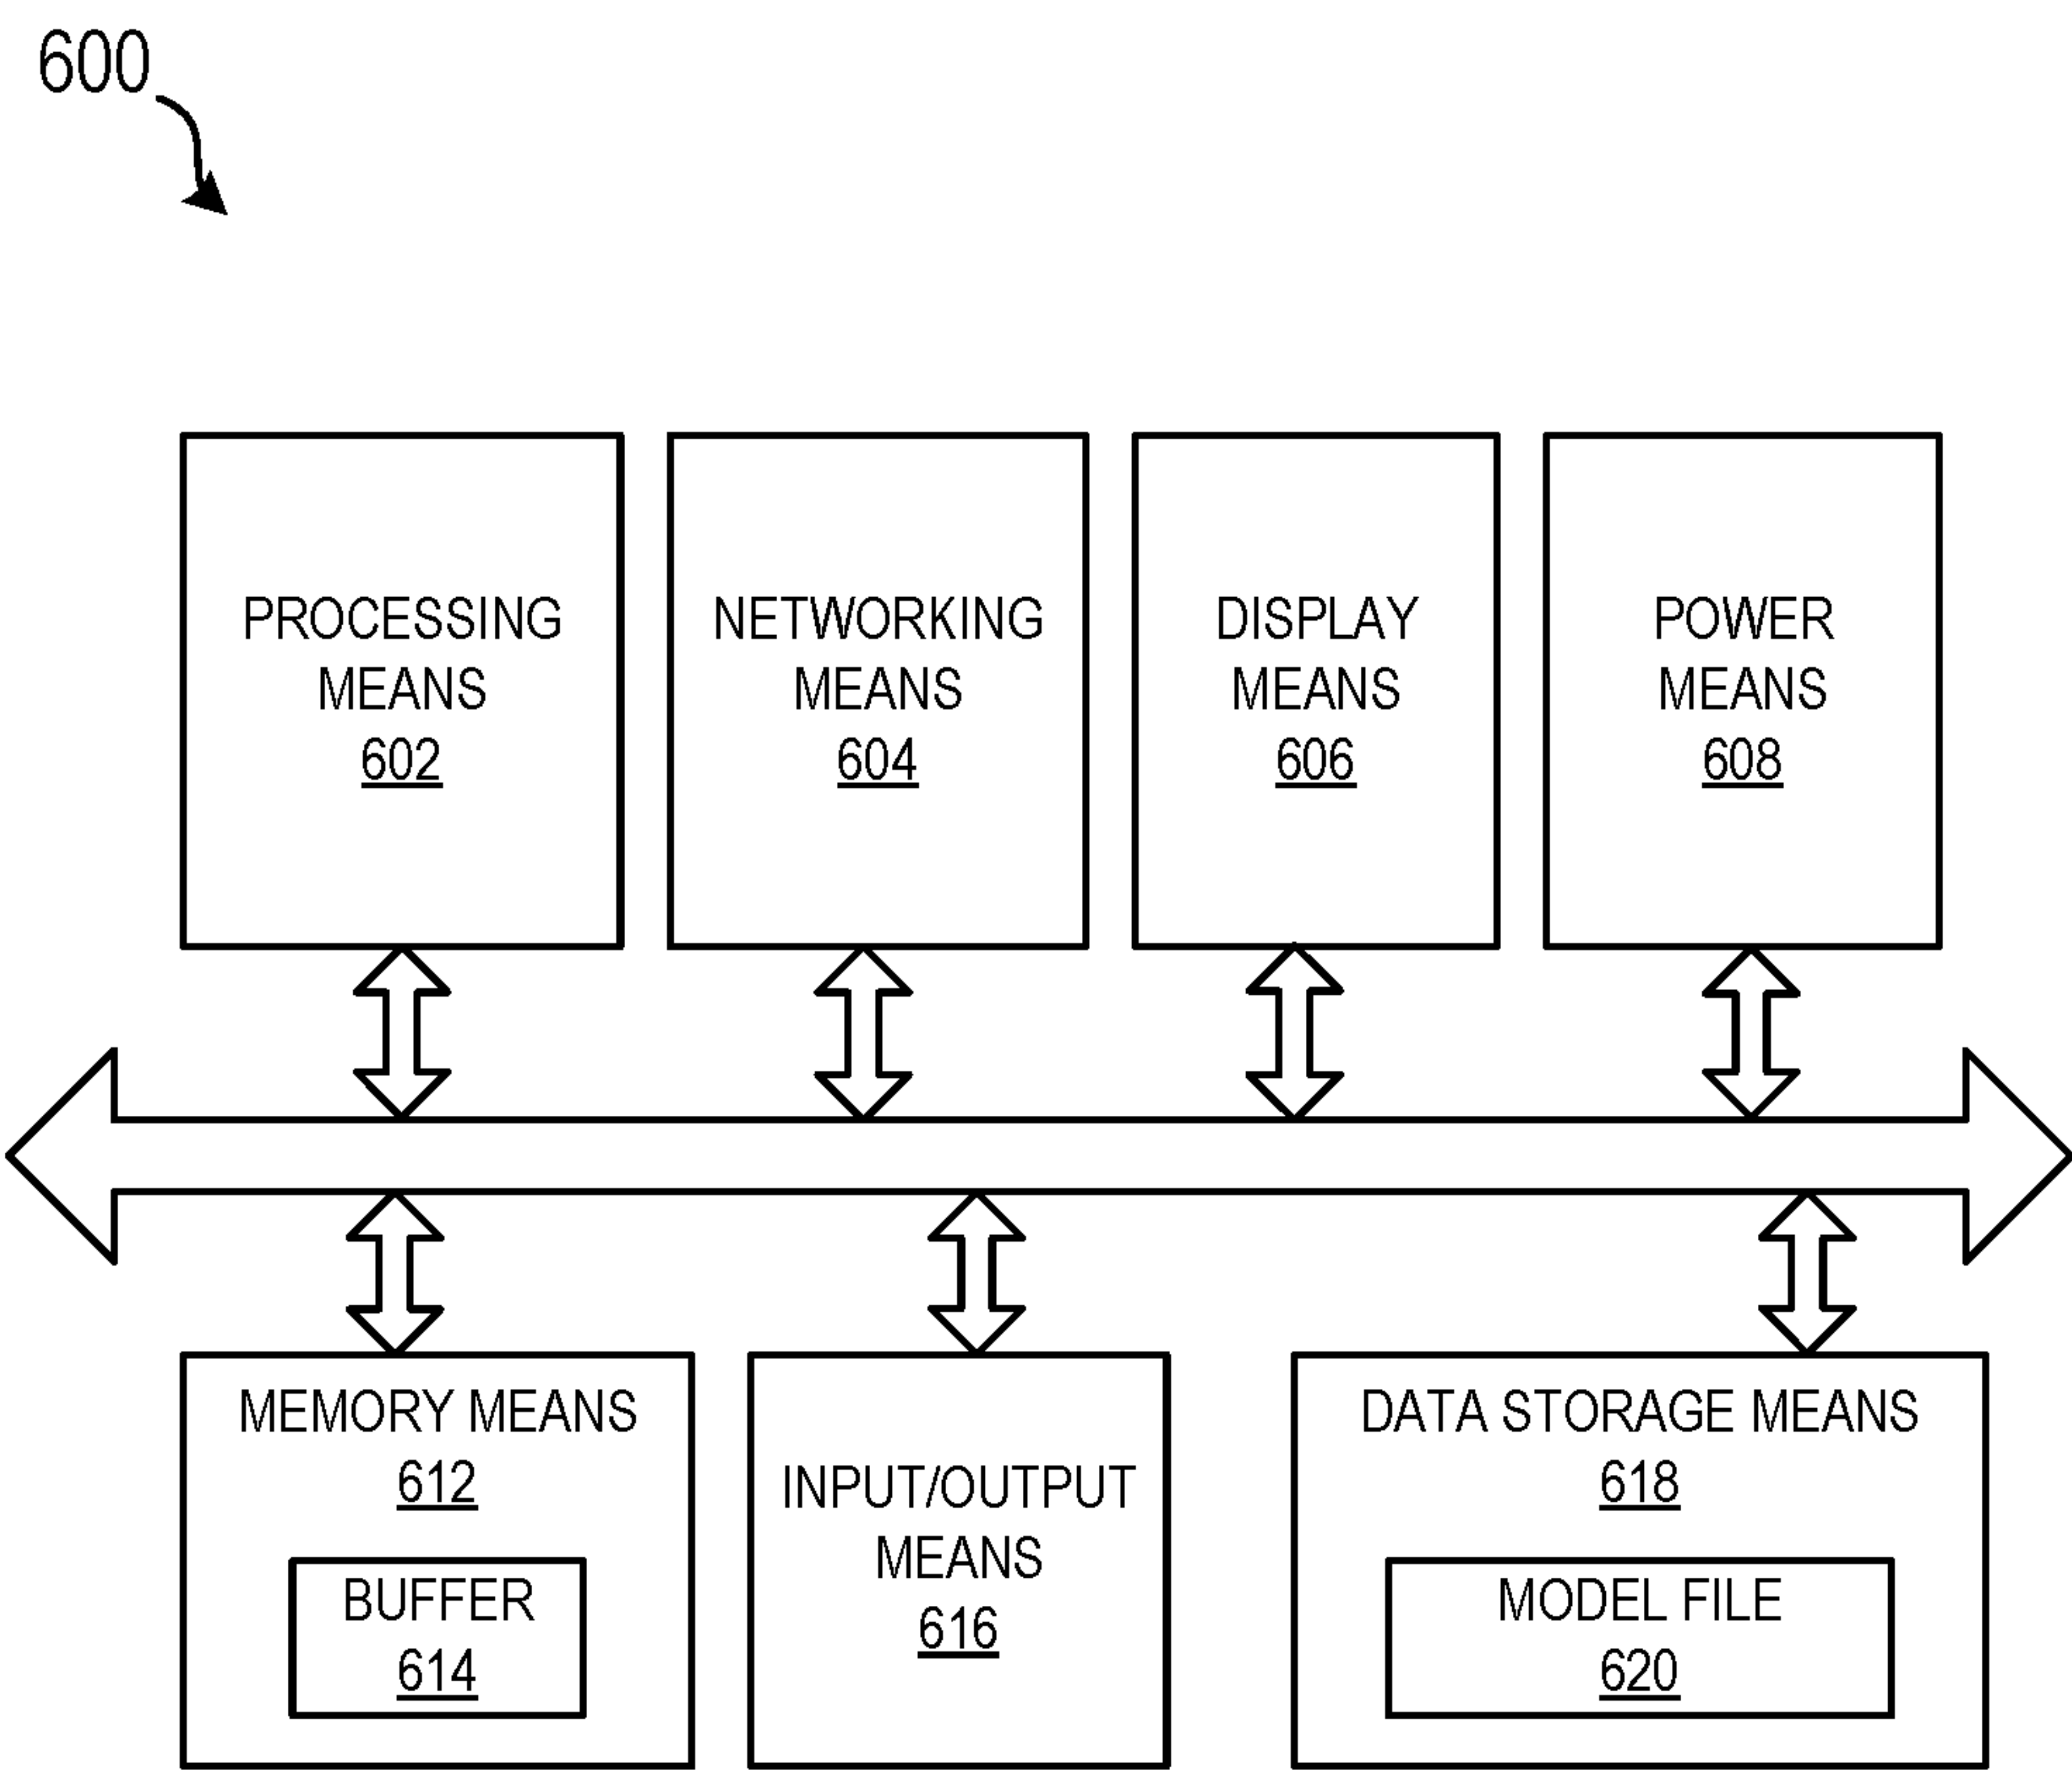 600
PROCESSING
MEANS
602
NETWORKING
MEANS
604
DISPLAY
MEANS
606
POWER
MEANS
608
MEMORY MEANS
612
BUFFER
614
INPUT/OUTPUT
MEANS
616
DATA STORAGE MEANS
618
MODEL FILE
620